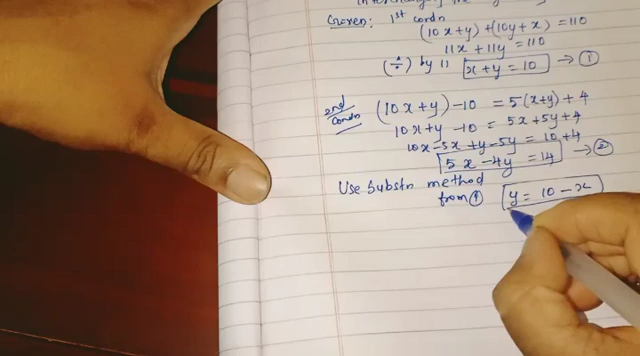 Interchanging the
Given: 1st condn
(10x+y)+(10y+x)=110
11x+11y=110
(÷) by 11 x+y=10 → ①
2nd condn (10x+y)-10 = 5(x+y)+4
10x+y-10 = 5x+5y+4
10x-5x+y-5y = 10+4
5x-4y = 14 → ②
Use Substn method
from ① y = 10-x